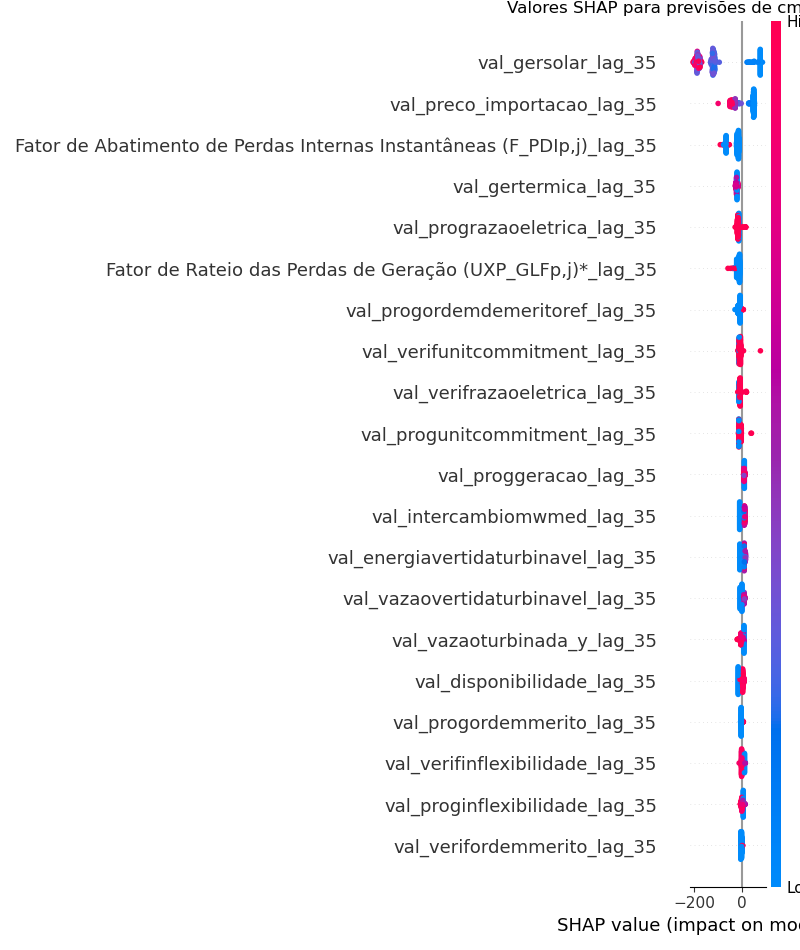 Valores SHAP para previsões de cm
Hi
val_gersolar_lag_35
val_preco_importacao_lag_35
Fator de Abatimento de Perdas Internas Instantâneas (F_PDIp,j)_lag_35
val_gertermica_lag_35
val_prograzaoeletrica_lag_35
Fator de Rateio das Perdas de Geração (UXP_GLFp,j)*_lag_35
val_progordemdemeritoref_lag_35
val_verifunitcommitment_lag_35
val_verifrazaoeletrica_lag_35
val_progunitcommitment_lag_35
val_proggeracao_lag_35
val_intercambiomwmed_lag_35
val_energiavertidaturbinavel_lag_35
val_vazaovertidaturbinavel_lag_35
val_vazaoturbinada_y_lag_35
val_disponibilidade_lag_35
val_progordemmerito_lag_35
val_verifinflexibilidade_lag_35
val_proginflexibilidade_lag_35
val_verifordemmerito_lag_35
Lo
−200 0
SHAP value (impact on mod